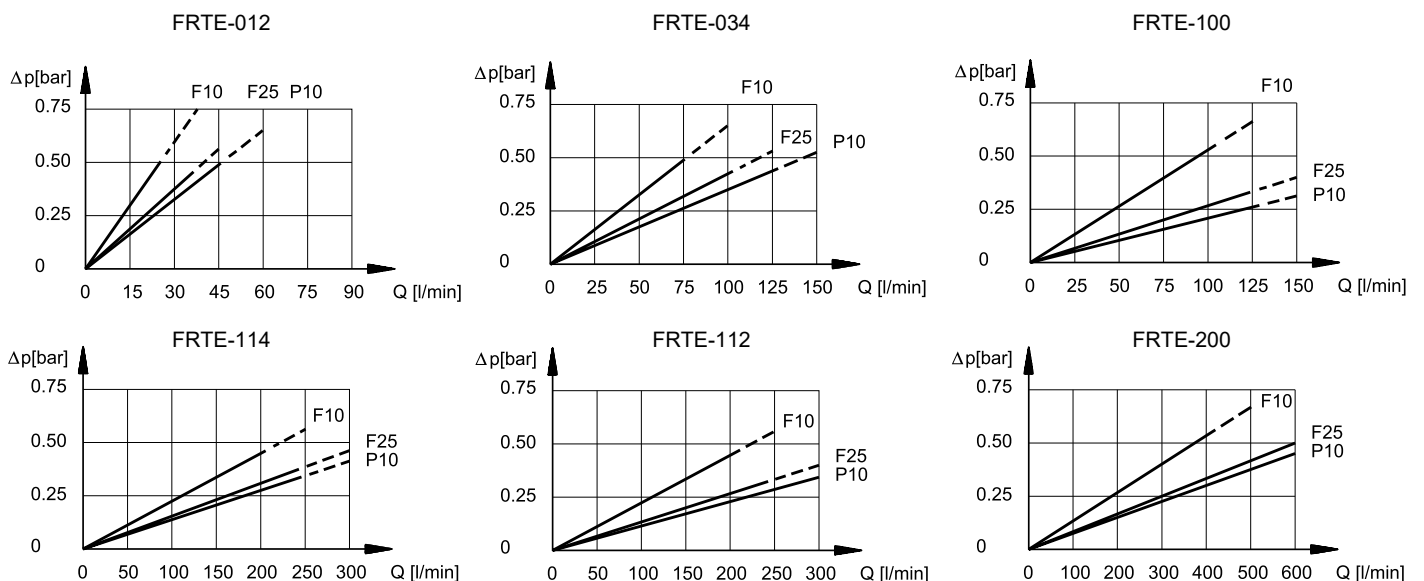 FRTE-012
Δp[bar]
F10 F25 P10
0.75
0.50
0.25
0
0 15 30 45 60 75 90 Q [l/min]
FRTE-034
Δp[bar]
F10
0.75
F25 P10
0.50
0.25
0
0 25 50 75 100 125 150 Q [l/min]
FRTE-100
Δp[bar]
F10
0.75
0.50
F25
P10
0.25
0
0 25 50 75 100 125 150 Q [l/min]
FRTE-114
Δp[bar]
0.75
F10
0.50
F25
P10
0.25
0
0 50 100 150 200 250 300 Q [l/min]
FRTE-112
Δp[bar]
0.75
F10
0.50
F25
P10
0.25
0
0 50 100 150 200 250 300 Q [l/min]
FRTE-200
Δp[bar]
0.75
F10
F25
0.50
P10
0.25
0
0 100 200 300 400 500 600 Q [l/min]